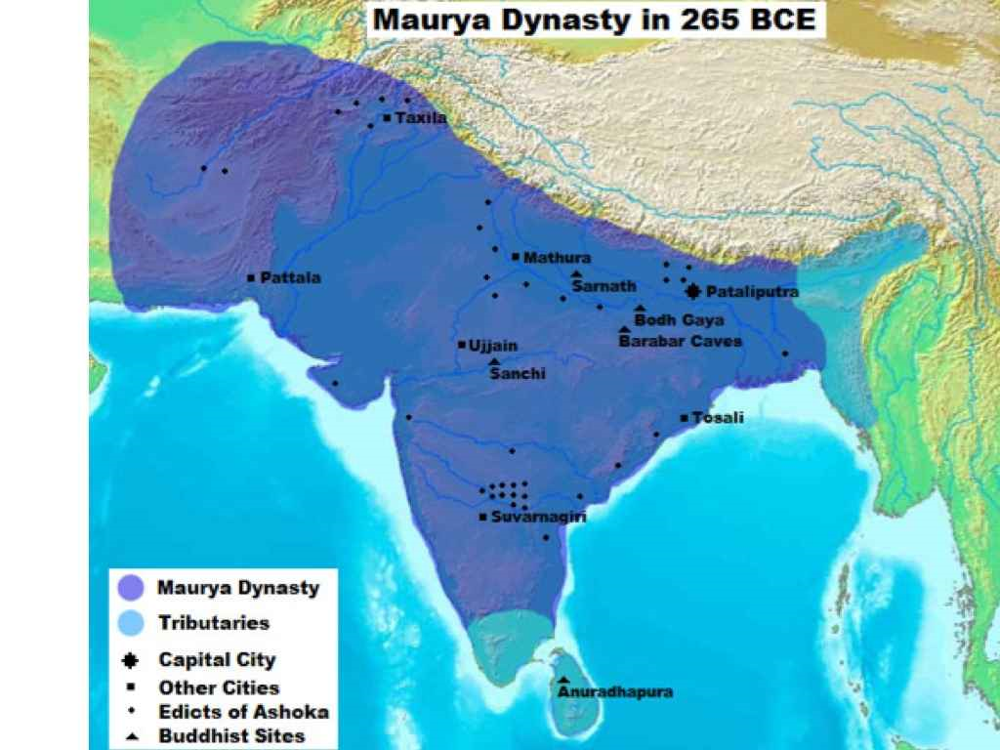 Maurya Dynasty in 265 BCE
Taxila
Mathura
Pattala
Sarnath
Pataliputra
Bodh Gaya
Barabar Caves
Ujjain
Sanchi
Tosali
Suvarnagiri
Maurya Dynasty
Tributaries
Capital City
Other Cities
Edicts of Ashoka
Buddhist Sites
Anuradhapura